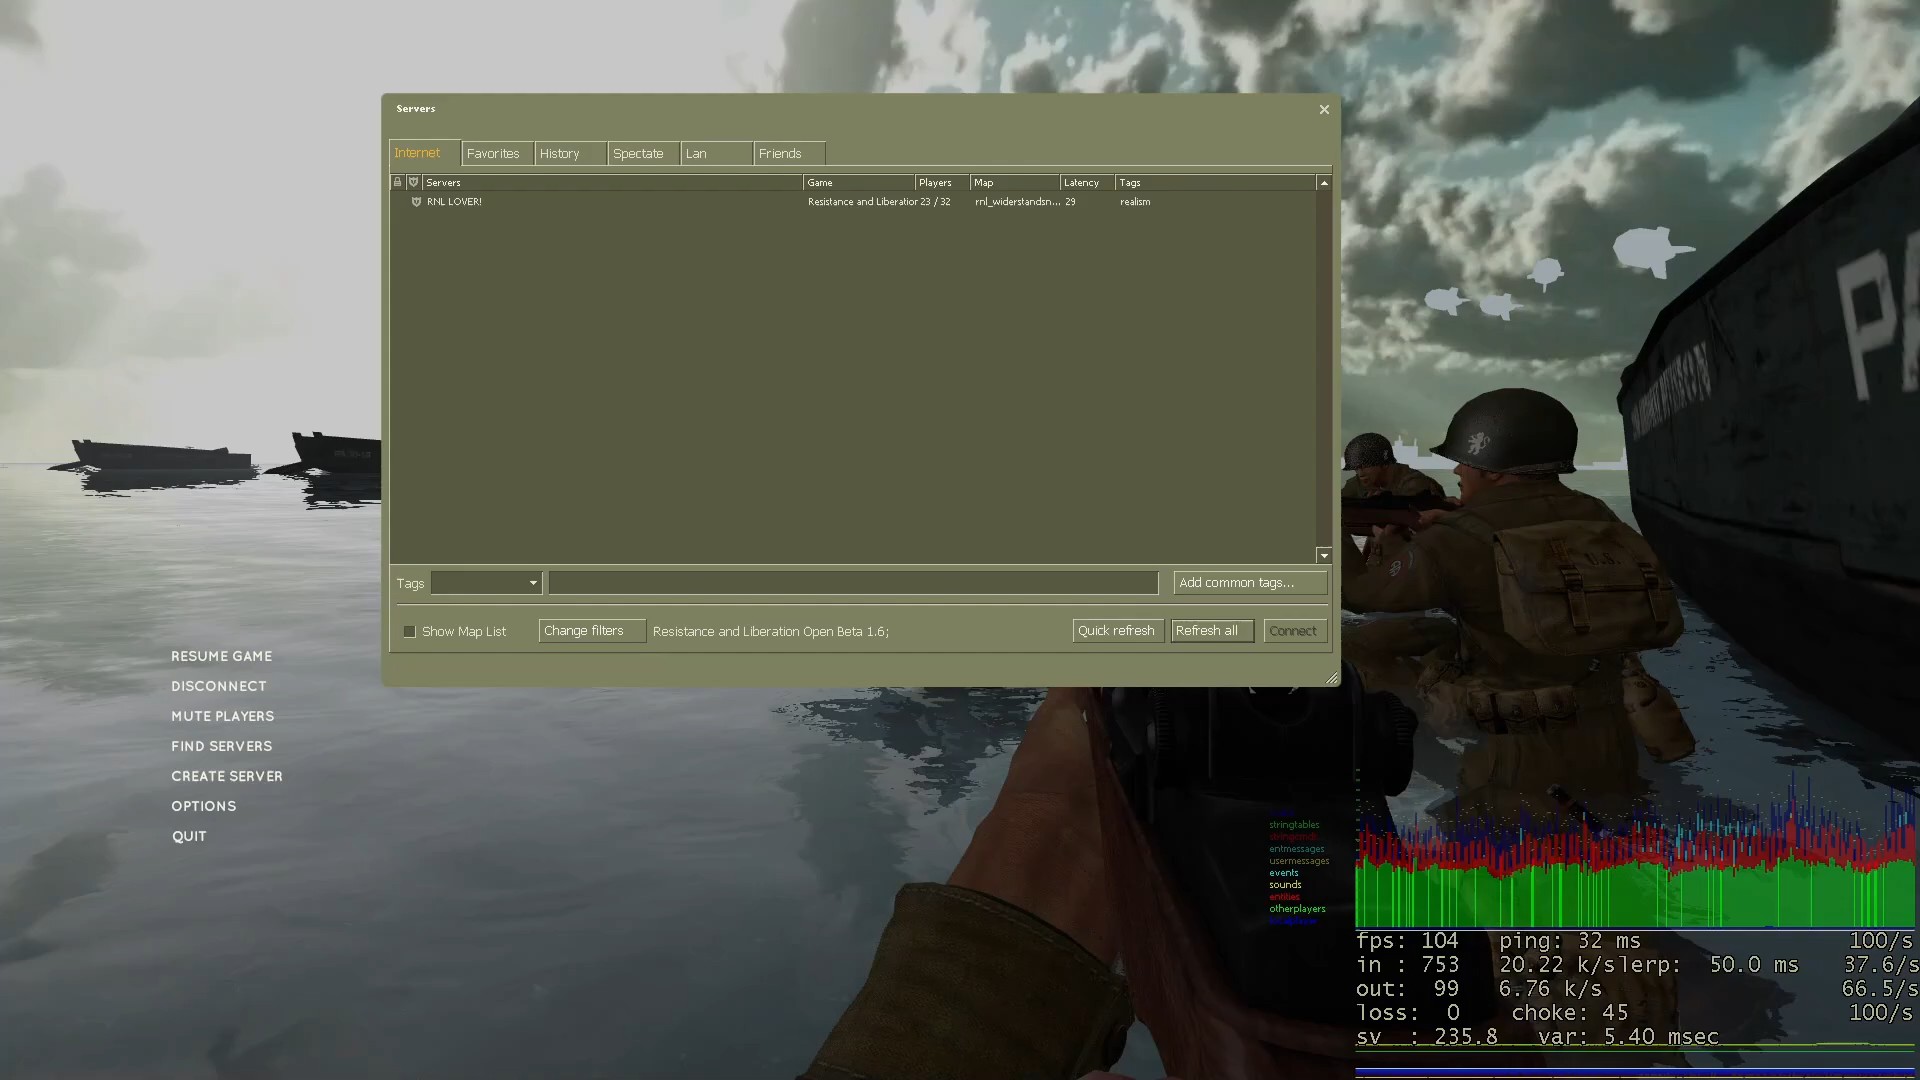 Servers
Internet Favorites History Spectate Lan Friends
Servers Game Players Map Latency Tags
RNL LOVER! Resistance and Liberatior 23 / 32 rnl_widerstandsn... 29 realism
Tags Add common tags...
Show Map List Change filters Resistance and Liberation Open Beta 1.6; Quick refresh Refresh all Connect
RESUME GAME
DISCONNECT
MUTE PLAYERS
FIND SERVERS
CREATE SERVER
OPTIONS
QUIT
U.S.
stringtables
stringcmds
entmessages
usermessages
events
sounds
entities
otherplayers
fps: 104 ping: 32 ms 100/s
in : 753 20.22 k/slerp: 50.0 ms 37.6/s
out: 99 6.76 k/s 66.5/s
loss: 0 choke: 45 100/s
sv : 235.8 var: 5.40 msec